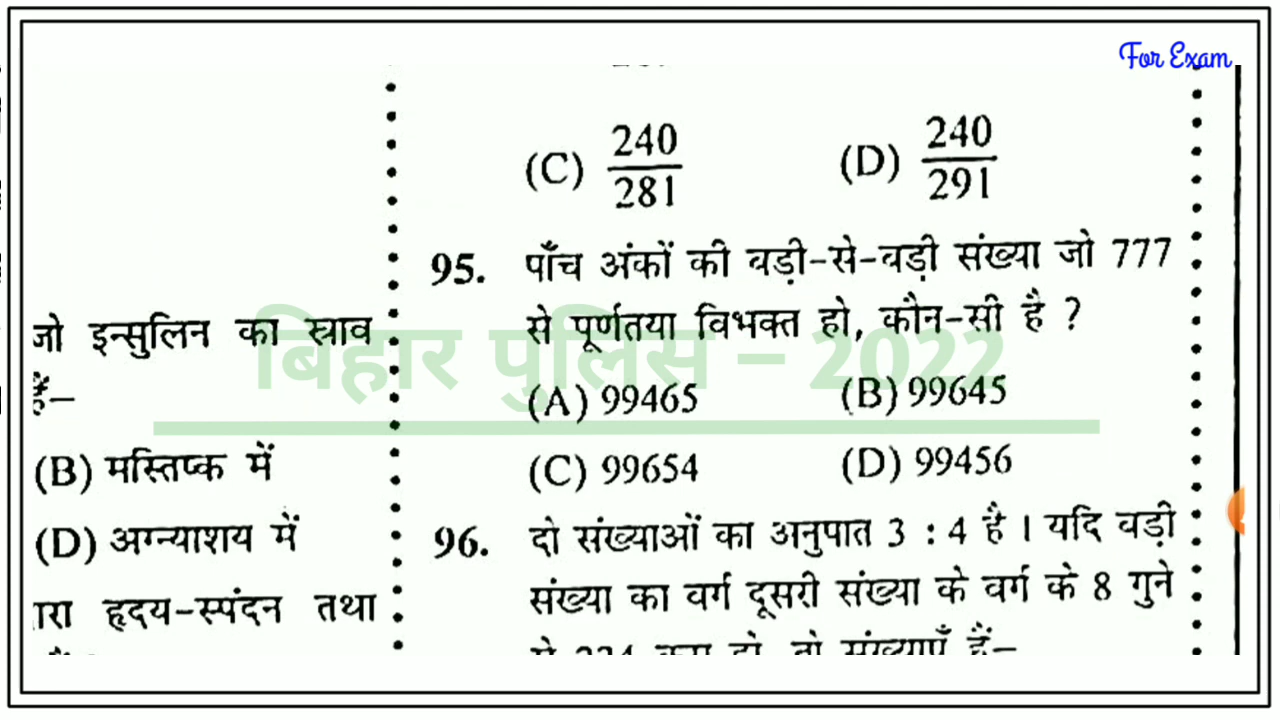 For Exam
जो इन्सुलिन का स्राव
हैं–
(B) मस्तिष्क में
(D) अग्न्याशय में
हृदय-स्पंदन तथा
(C) 240/281 (D) 240/291
95. पाँच अंकों की बड़ी-से-बड़ी संख्या जो 777
से पूर्णतया विभक्त हो, कौन-सी है ?
(A) 99465 (B) 99645
(C) 99654 (D) 99456
96. दो संख्याओं का अनुपात 3 : 4 है । यदि बड़ी
संख्या का वर्ग दूसरी संख्या के वर्ग के 8 गुने
बिहार पुलिस – 2022